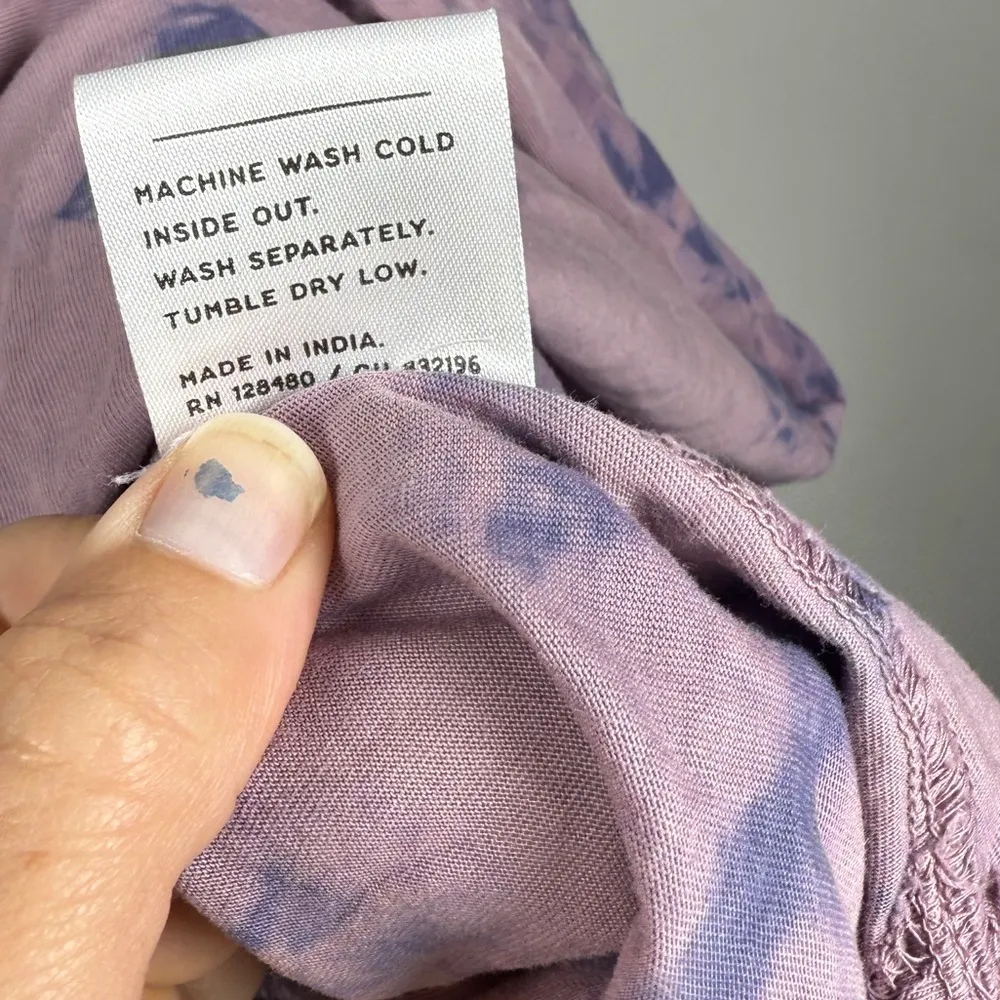 MACHINE WASH COLD
INSIDE OUT.
WASH SEPARATELY.
TUMBLE DRY LOW.
MADE IN INDIA.
RN 128480 /